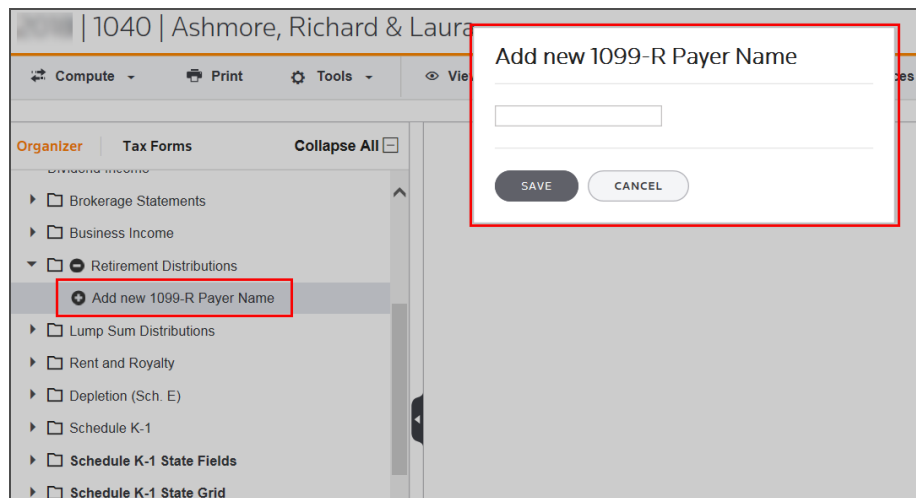 | 1040 | Ashmore, Richard & Laura
Compute Print Tools
Organizer Tax Forms Collapse All
Brokerage Statements
Business Income
Retirement Distributions
Add new 1099-R Payer Name
Lump Sum Distributions
Rent and Royalty
Depletion (Sch. E)
Schedule K-1
Schedule K-1 State Fields
Schedule K-1 State Grid
Add new 1099-R Payer Name
SAVE CANCEL